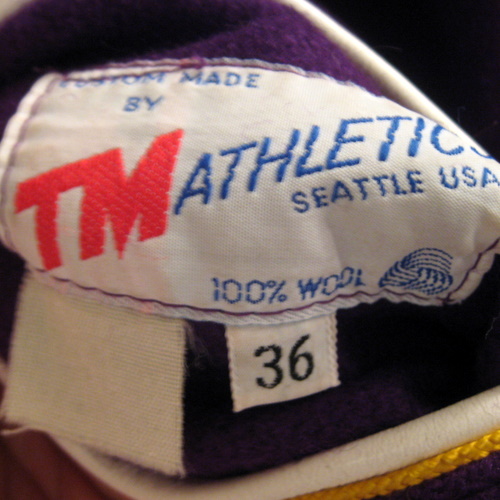 CUSTOM MADE
BY
TM ATHLETICS
SEATTLE USA
100% WOOL
36